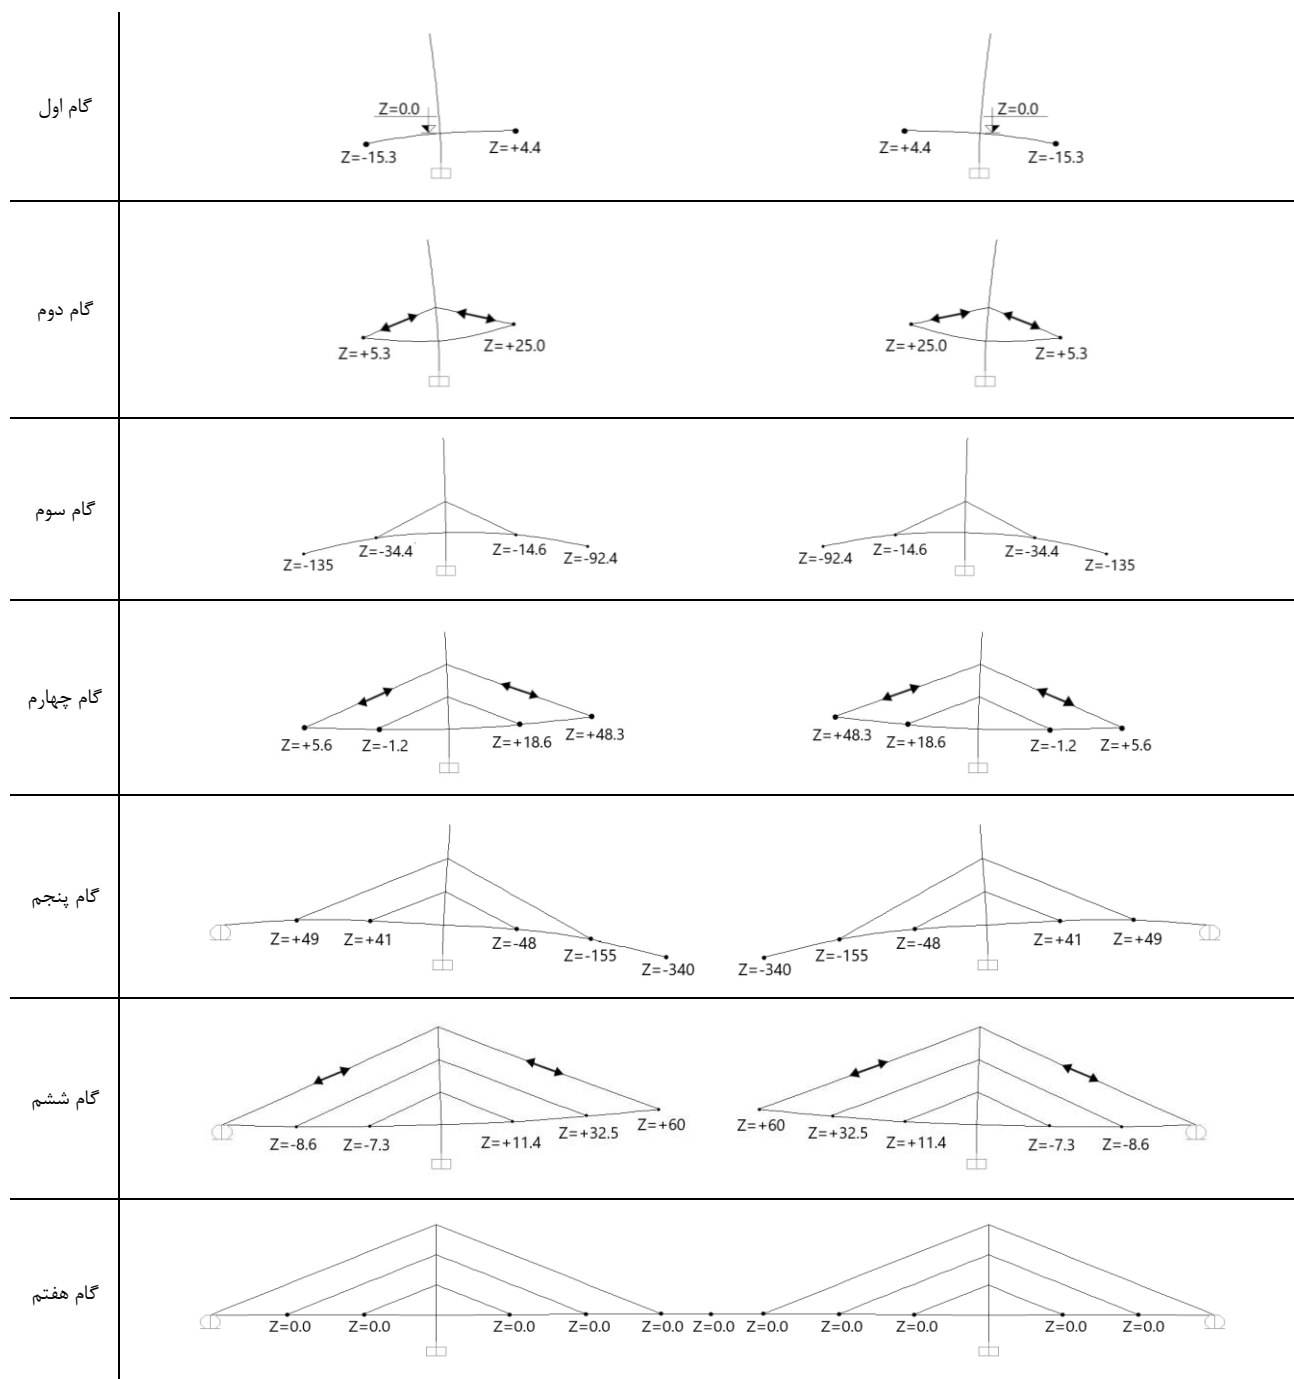 گام اول
Z=0.0 Z=0.0
Z=-15.3 Z=+4.4 Z=+4.4 Z=-15.3
گام دوم
Z=+5.3 Z=+25.0 Z=+25.0 Z=+5.3
گام سوم
Z=-135 Z=-34.4 Z=-14.6 Z=-92.4 Z=-92.4 Z=-14.6 Z=-34.4 Z=-135
گام چهارم
Z=+5.6 Z=-1.2 Z=+18.6 Z=+48.3 Z=+48.3 Z=+18.6 Z=-1.2 Z=+5.6
گام پنجم
Z=+49 Z=+41 Z=-48 Z=-155 Z=-340 Z=-340 Z=-155 Z=-48 Z=+41 Z=+49
گام ششم
Z=-8.6 Z=-7.3 Z=+11.4 Z=+32.5 Z=+60 Z=+60 Z=+32.5 Z=+11.4 Z=-7.3 Z=-8.6
گام هفتم
Z=0.0 Z=0.0 Z=0.0 Z=0.0 Z=0.0 Z=0.0 Z=0.0 Z=0.0 Z=0.0 Z=0.0 Z=0.0